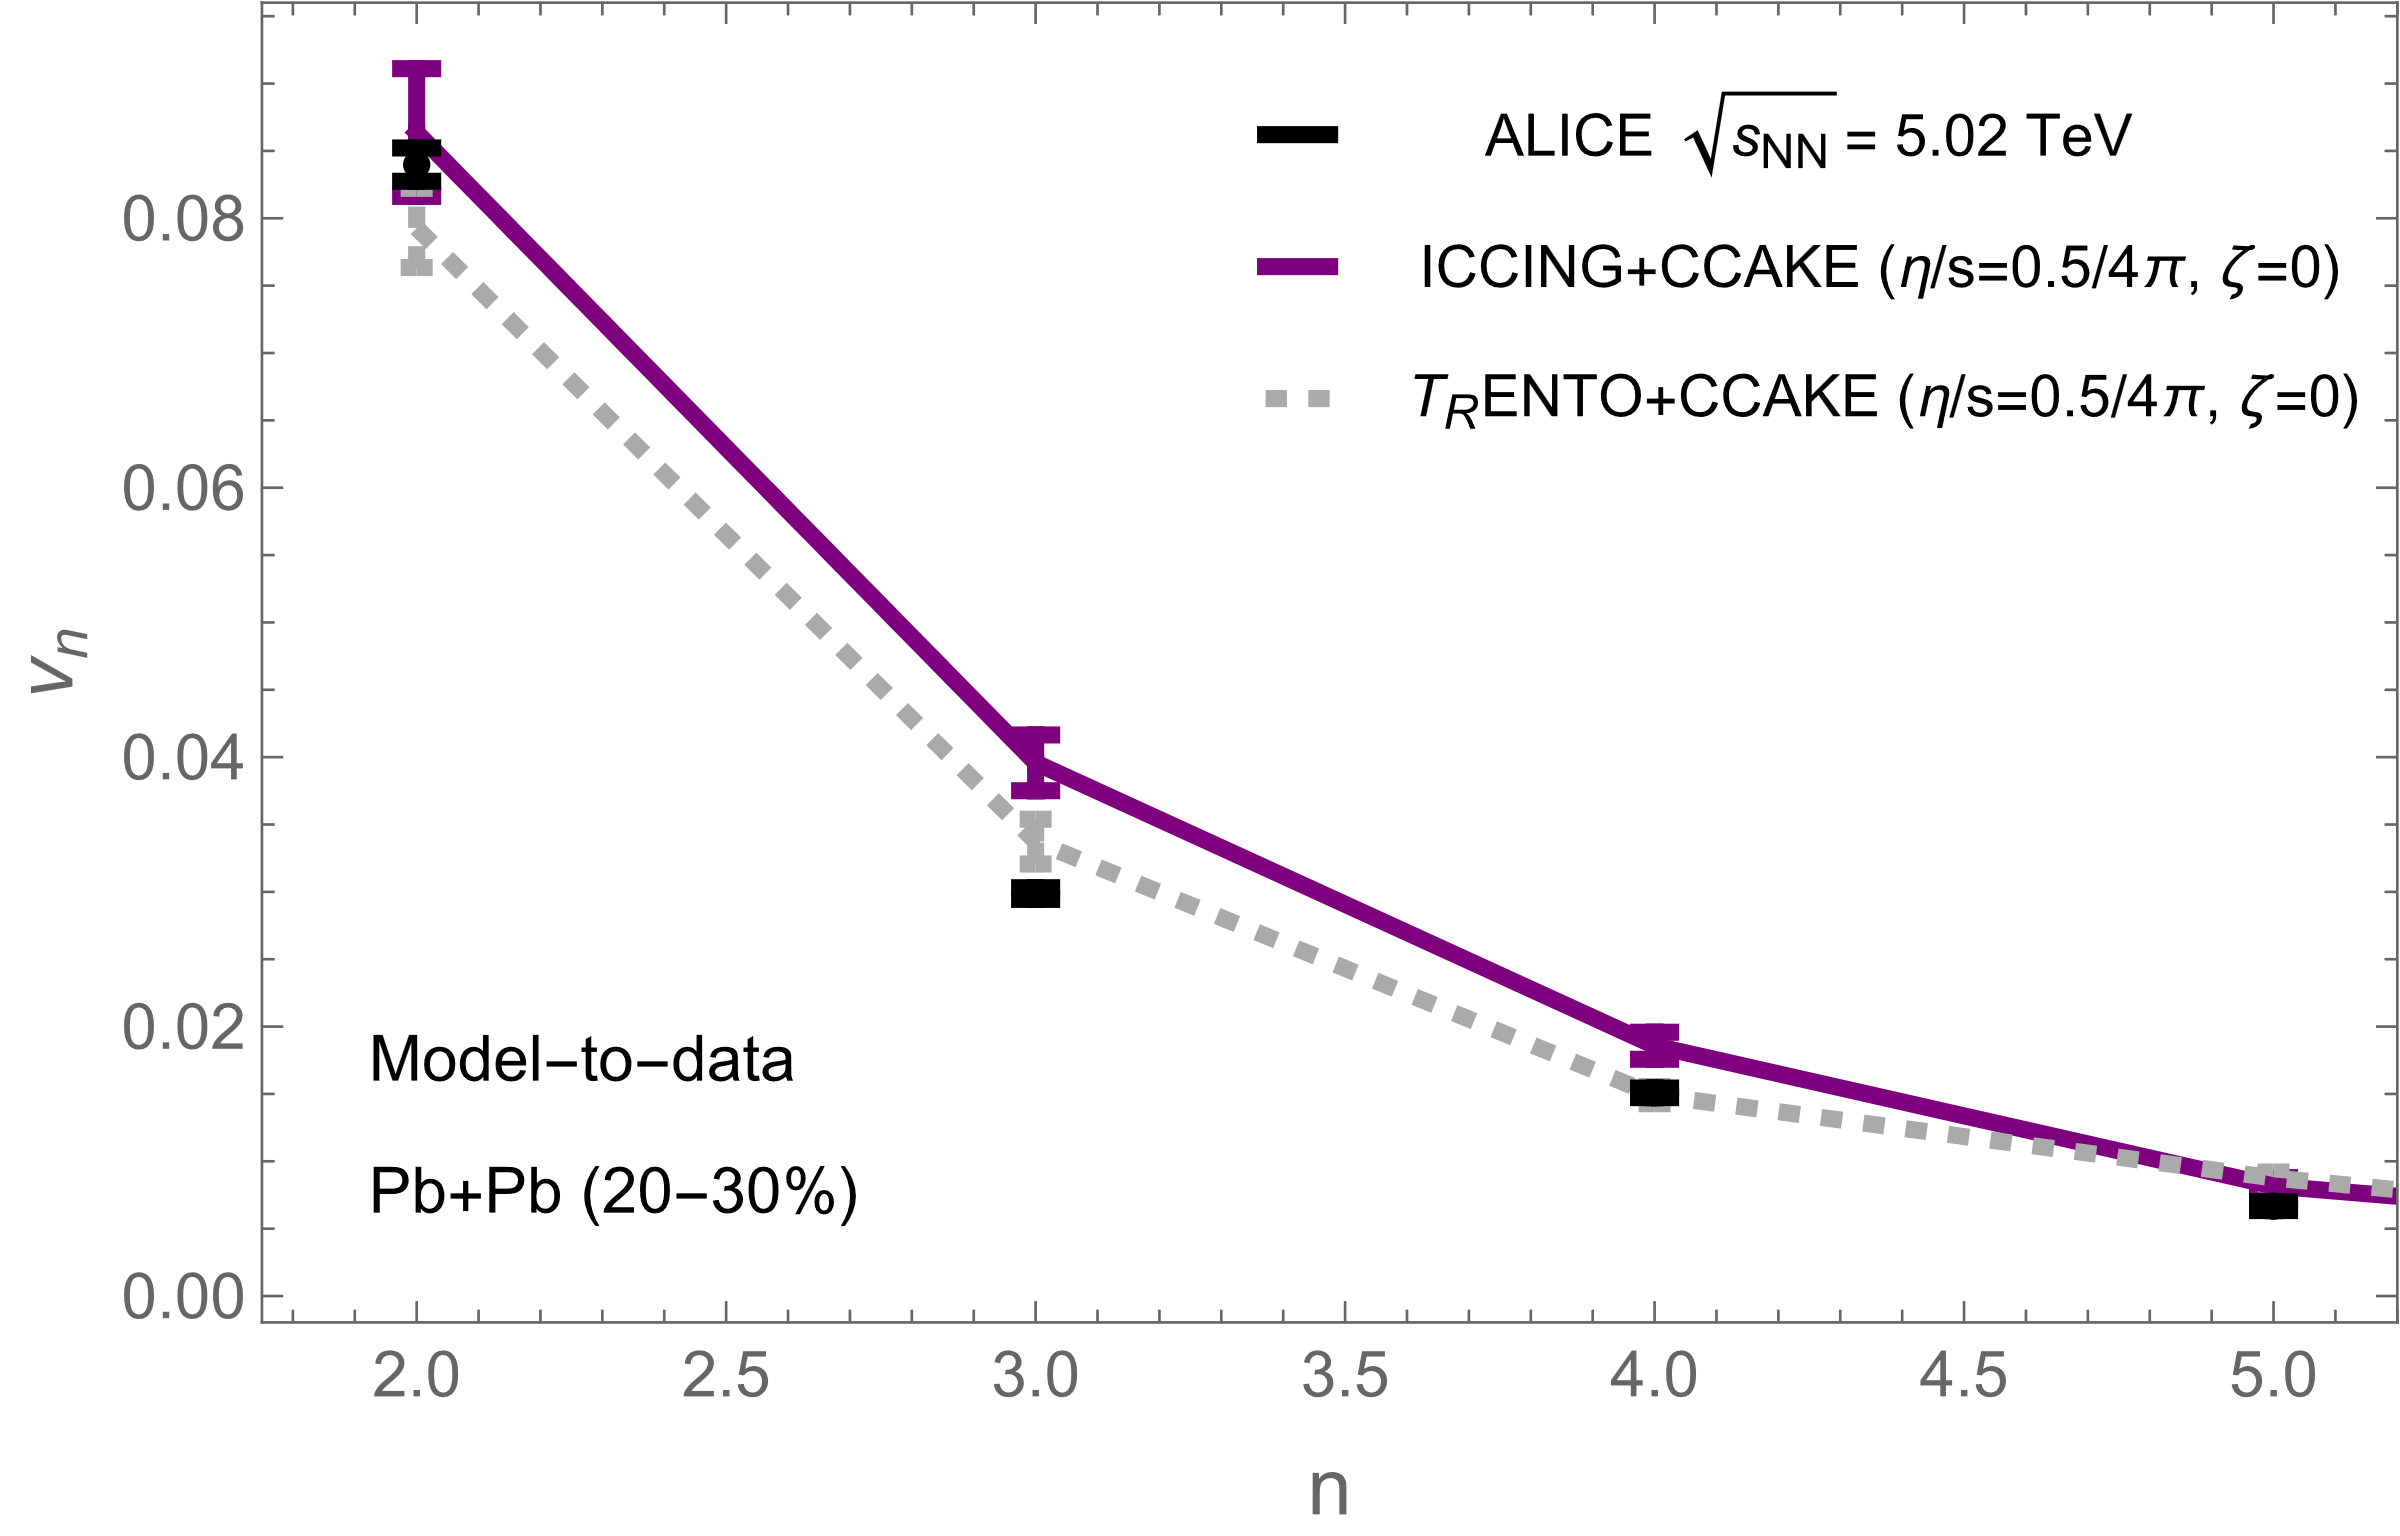 ALICE √sNN = 5.02 TeV
ICCING+CCAKE (η/s=0.5/4π, ζ=0)
TRENTO+CCAKE (η/s=0.5/4π, ζ=0)
0.08
0.06
0.04
0.02
0.00
vn
Model−to−data
Pb+Pb (20−30%)
2.0 2.5 3.0 3.5 4.0 4.5 5.0
n